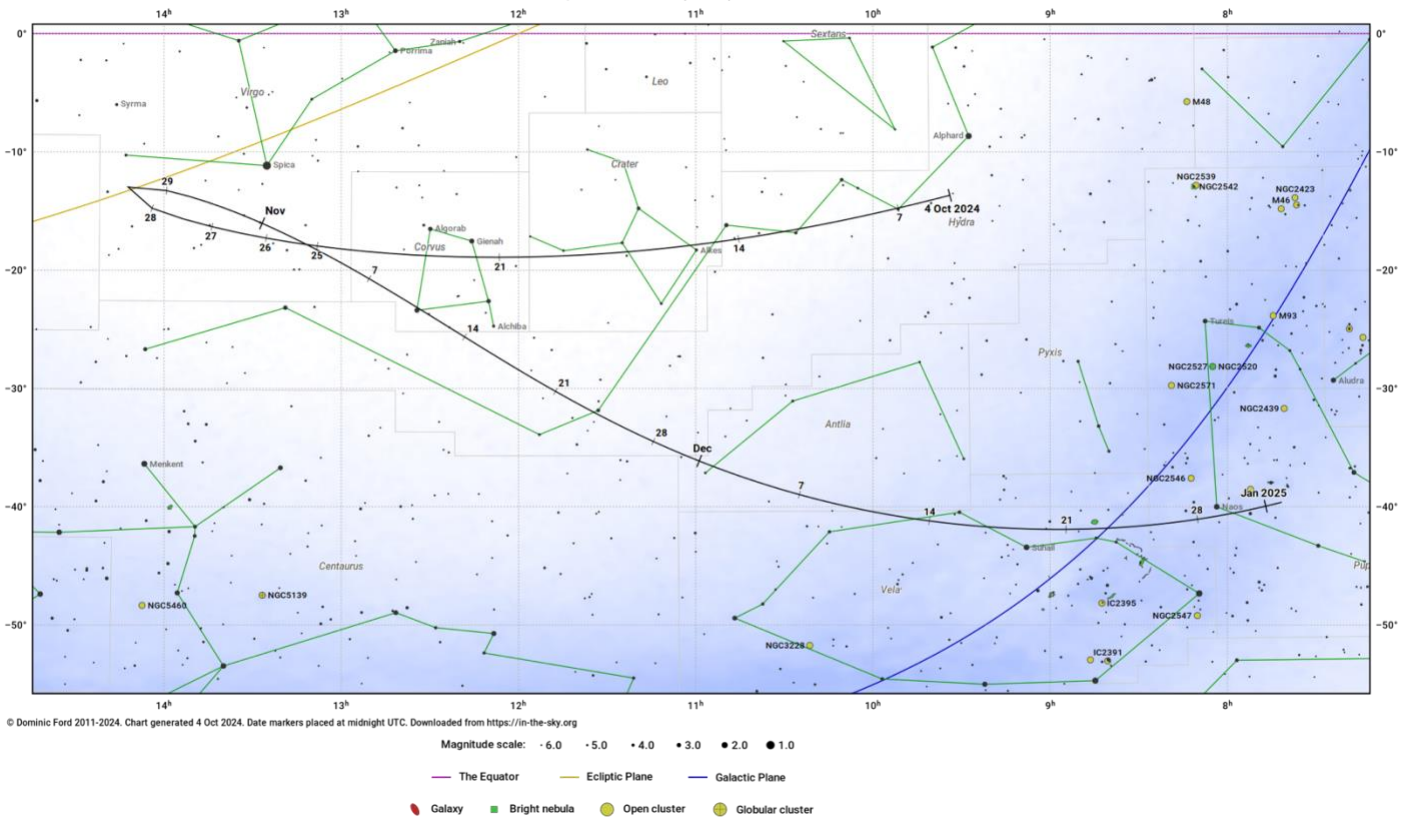 14h 13h 12h 11h 10h 9h 8h
0° Zaniah Porrima Sextans 0°
Leo
Virgo
Syrma M48
Alphard
−10° Spica Crater −10°
NGC2539
NGC2542 NGC2423
M46
29
28 Nov 7 4 Oct 2024
Hydra
27 26 25 Algorab
Corvus Gienah 21 Alkes 14
−20° 7 −20°
14 Alchiba Tureis M93
Pyxis
NGC2527 NGC2520
−30° 21 NGC2571 Aludra −30°
NGC2439
Antlia
28
Dec
Menkent
7 NGC2546
Jan 2025
−40° 14 21 28 Naos −40°
Suhail
Centaurus Pup
Vela
NGC5460 NGC5139 IC2395
NGC2547
−50° −50°
NGC3228 IC2391
14h 13h 12h 11h 10h 9h 8h
© Dominic Ford 2011-2024. Chart generated 4 Oct 2024. Date markers placed at midnight UTC. Downloaded from https://in-the-sky.org
Magnitude scale: 6.0 5.0 4.0 3.0 2.0 1.0
The Equator Ecliptic Plane Galactic Plane
Galaxy Bright nebula Open cluster Globular cluster